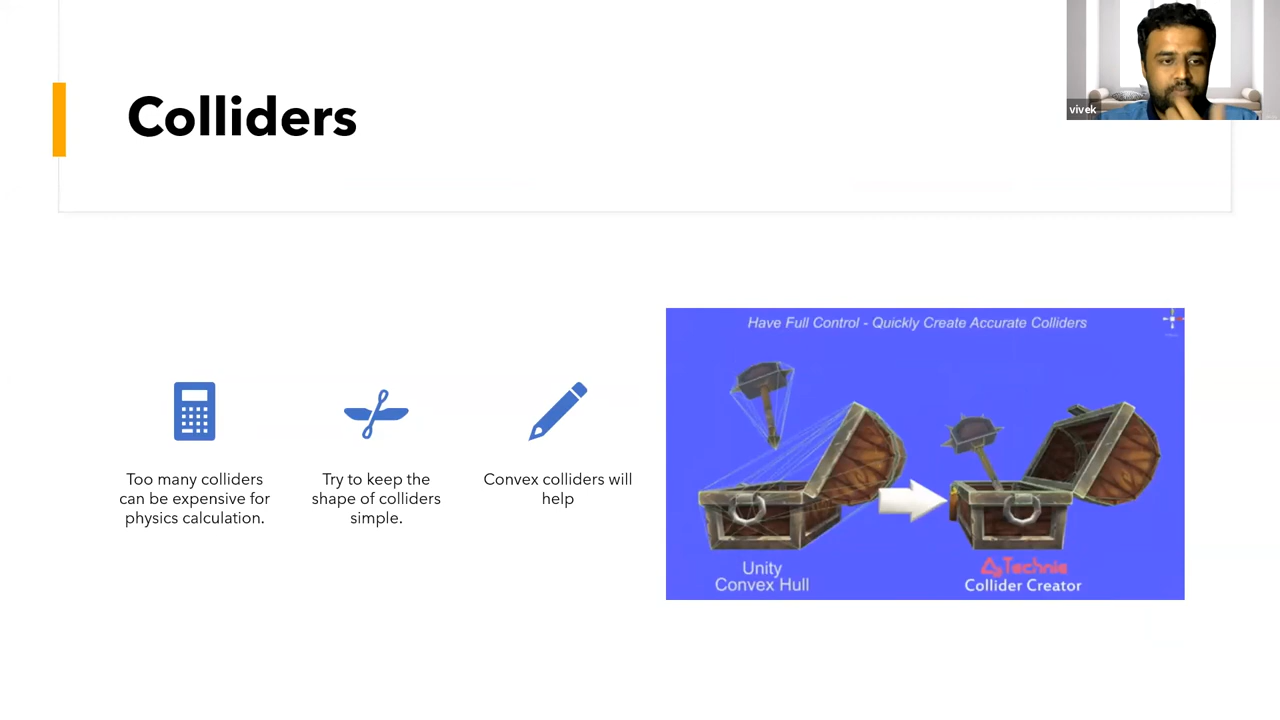 Colliders
vivek
Too many colliders
can be expensive for
physics calculation.
Try to keep the
shape of colliders
simple.
Convex colliders will
help
Have Full Control - Quickly Create Accurate Colliders
Unity
Convex Hull
Technie
Collider Creator